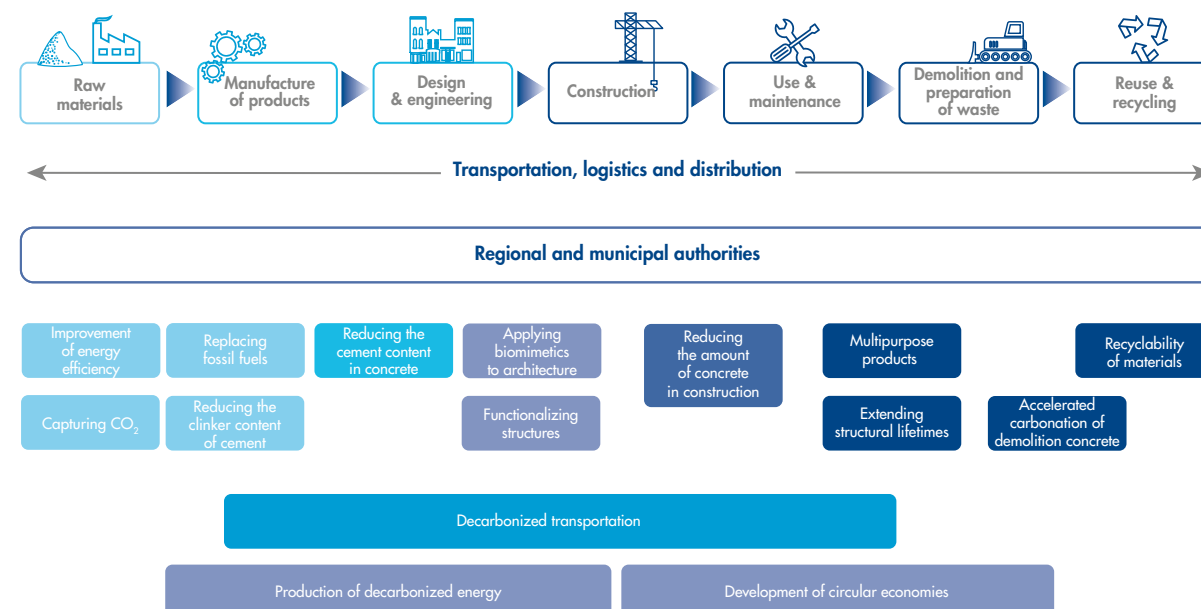 Raw
materials
Manufacture
of products
Design
& engineering
Construction
Use &
maintenance
Demolition and
preparation
of waste
Reuse &
recycling
Transportation, logistics and distribution
Regional and municipal authorities
Improvement
of energy
efficiency
Replacing
fossil fuels
Reducing the
cement content
in concrete
Applying
biomimetics
to architecture
Reducing
the amount
of concrete
in construction
Multipurpose
products
Recyclability
of materials
Capturing CO₂
Reducing the
clinker content
of cement
Functionalizing
structures
Extending
structural lifetimes
Accelerated
carbonation of
demolition concrete
Decarbonized transportation
Production of decarbonized energy
Development of circular economies